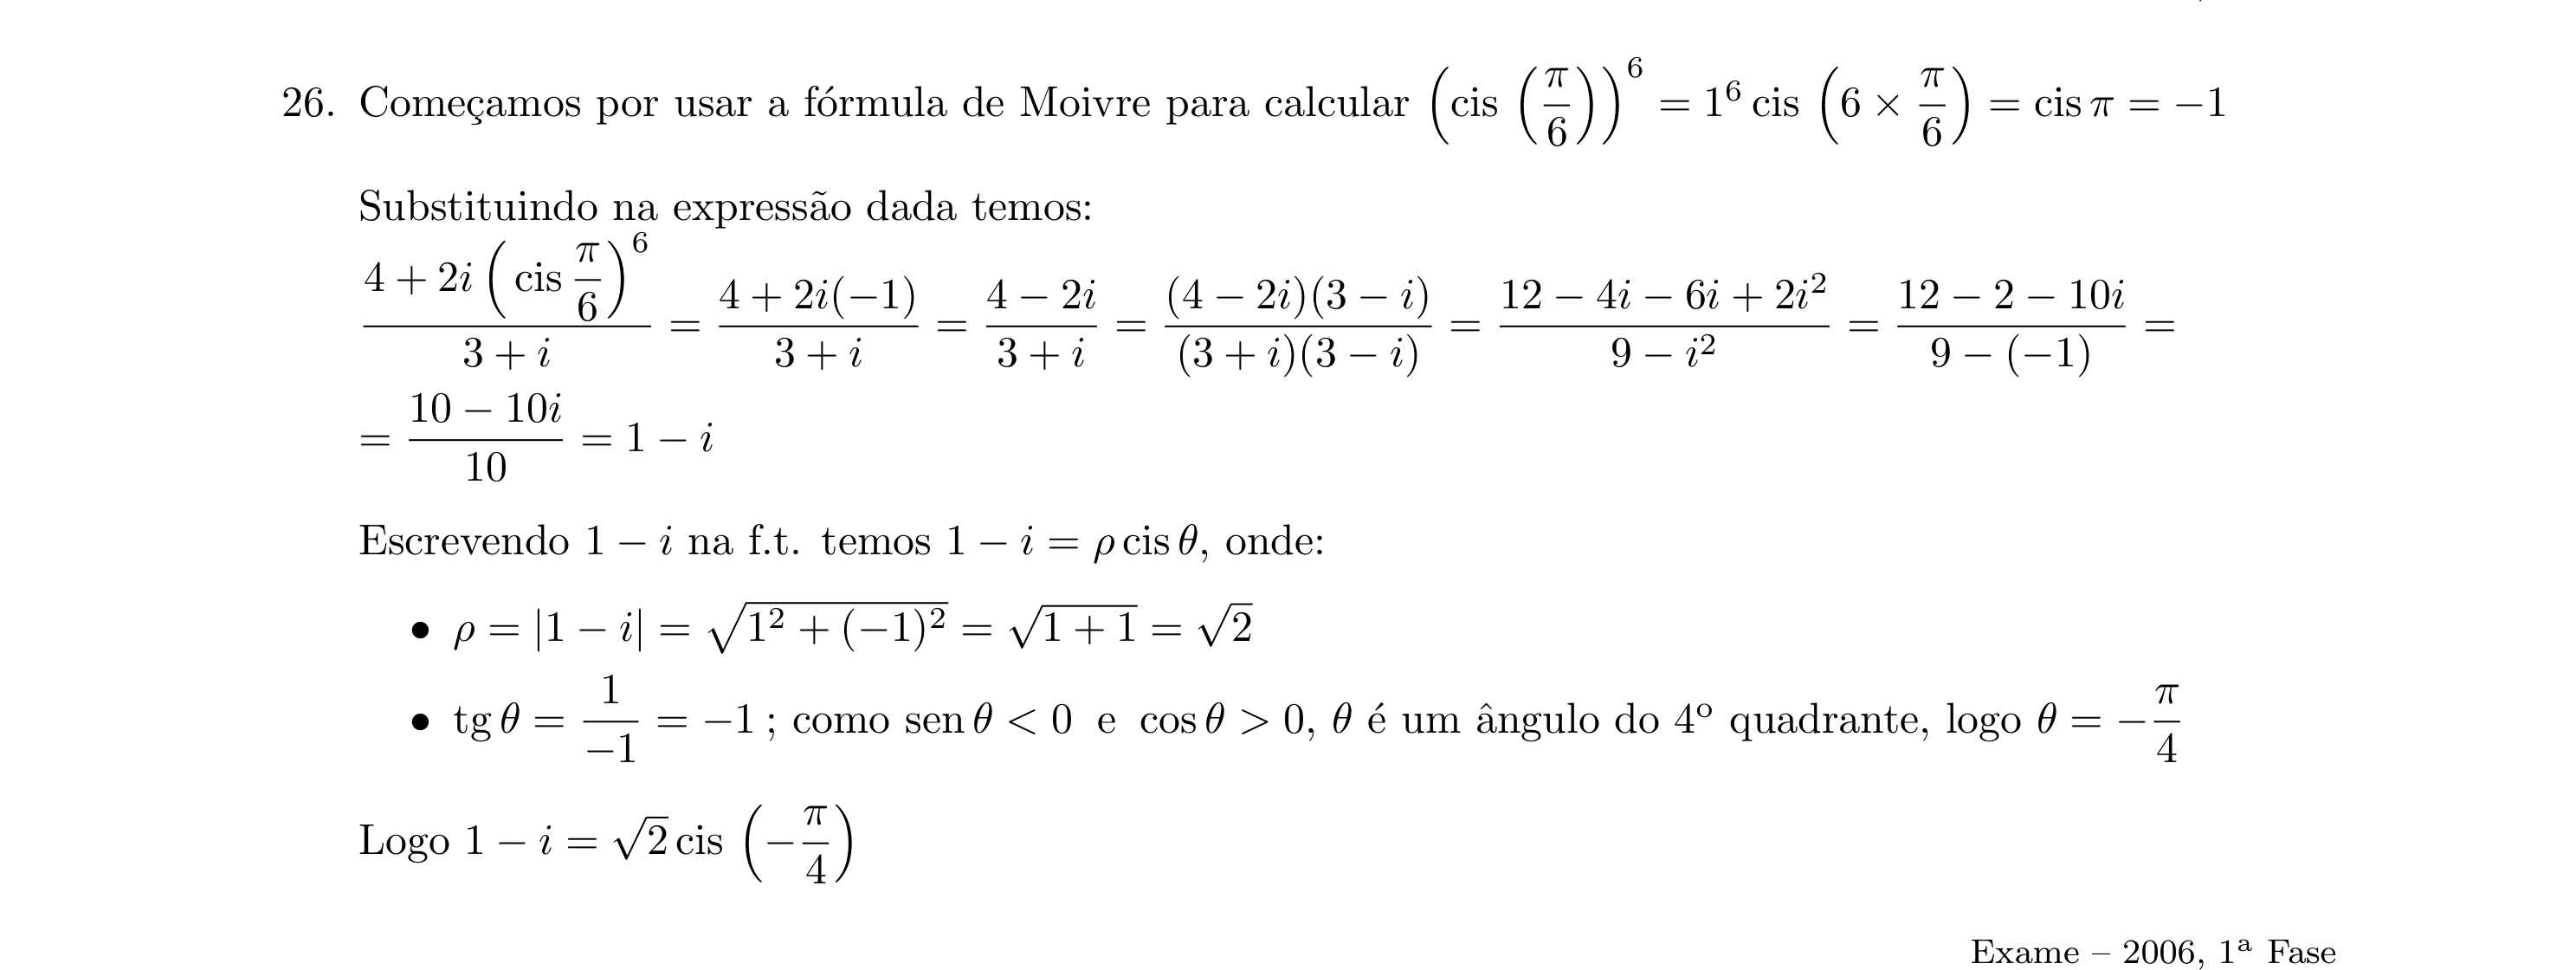 26. Começamos por usar a fórmula de Moivre para calcular $\left(\text{cis}\left(\frac{\pi}{6}\right)\right)^6 = 1^6 \,\text{cis}\left(6 \times \frac{\pi}{6}\right) = \text{cis}\,\pi = -1$
Substituindo na expressão dada temos:
$\frac{4 + 2i\left(\text{cis}\,\frac{\pi}{6}\right)^6}{3 + i} = \frac{4 + 2i(-1)}{3 + i} = \frac{4 - 2i}{3 + i} = \frac{(4 - 2i)(3 - i)}{(3 + i)(3 - i)} = \frac{12 - 4i - 6i + 2i^2}{9 - i^2} = \frac{12 - 2 - 10i}{9 - (-1)} =$
$= \frac{10 - 10i}{10} = 1 - i$
Escrevendo $1 - i$ na f.t. temos $1 - i = \rho \,\text{cis}\,\theta$, onde:
• $\rho = |1 - i| = \sqrt{1^2 + (-1)^2} = \sqrt{1 + 1} = \sqrt{2}$
• $\text{tg}\,\theta = \frac{1}{-1} = -1$ ; como $\text{sen}\,\theta < 0$ e $\cos\theta > 0$, $\theta$ é um ângulo do 4º quadrante, logo $\theta = -\frac{\pi}{4}$
Logo $1 - i = \sqrt{2}\,\text{cis}\left(-\frac{\pi}{4}\right)$
Exame – 2006, 1ª Fase